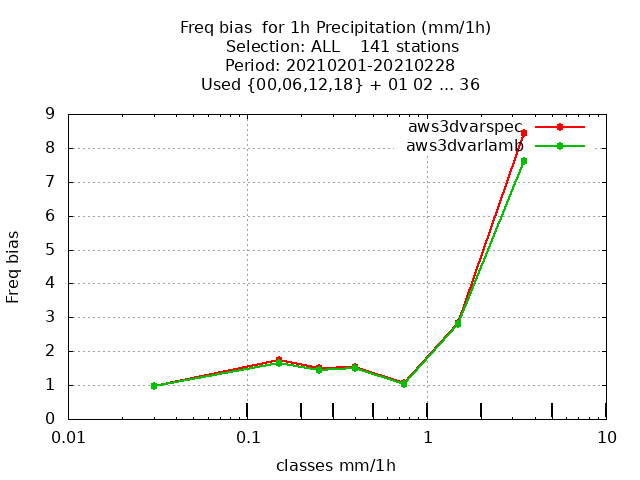 Freq bias  for 1h Precipitation (mm/1h)
Selection: ALL    141 stations
Period: 20210201-20210228
Used {00,06,12,18} + 01 02 ... 36
aws3dvarspec
aws3dvarlamb
Freq bias
9
8
7
6
5
4
3
2
1
0
0.01
0.1
1
10
classes mm/1h